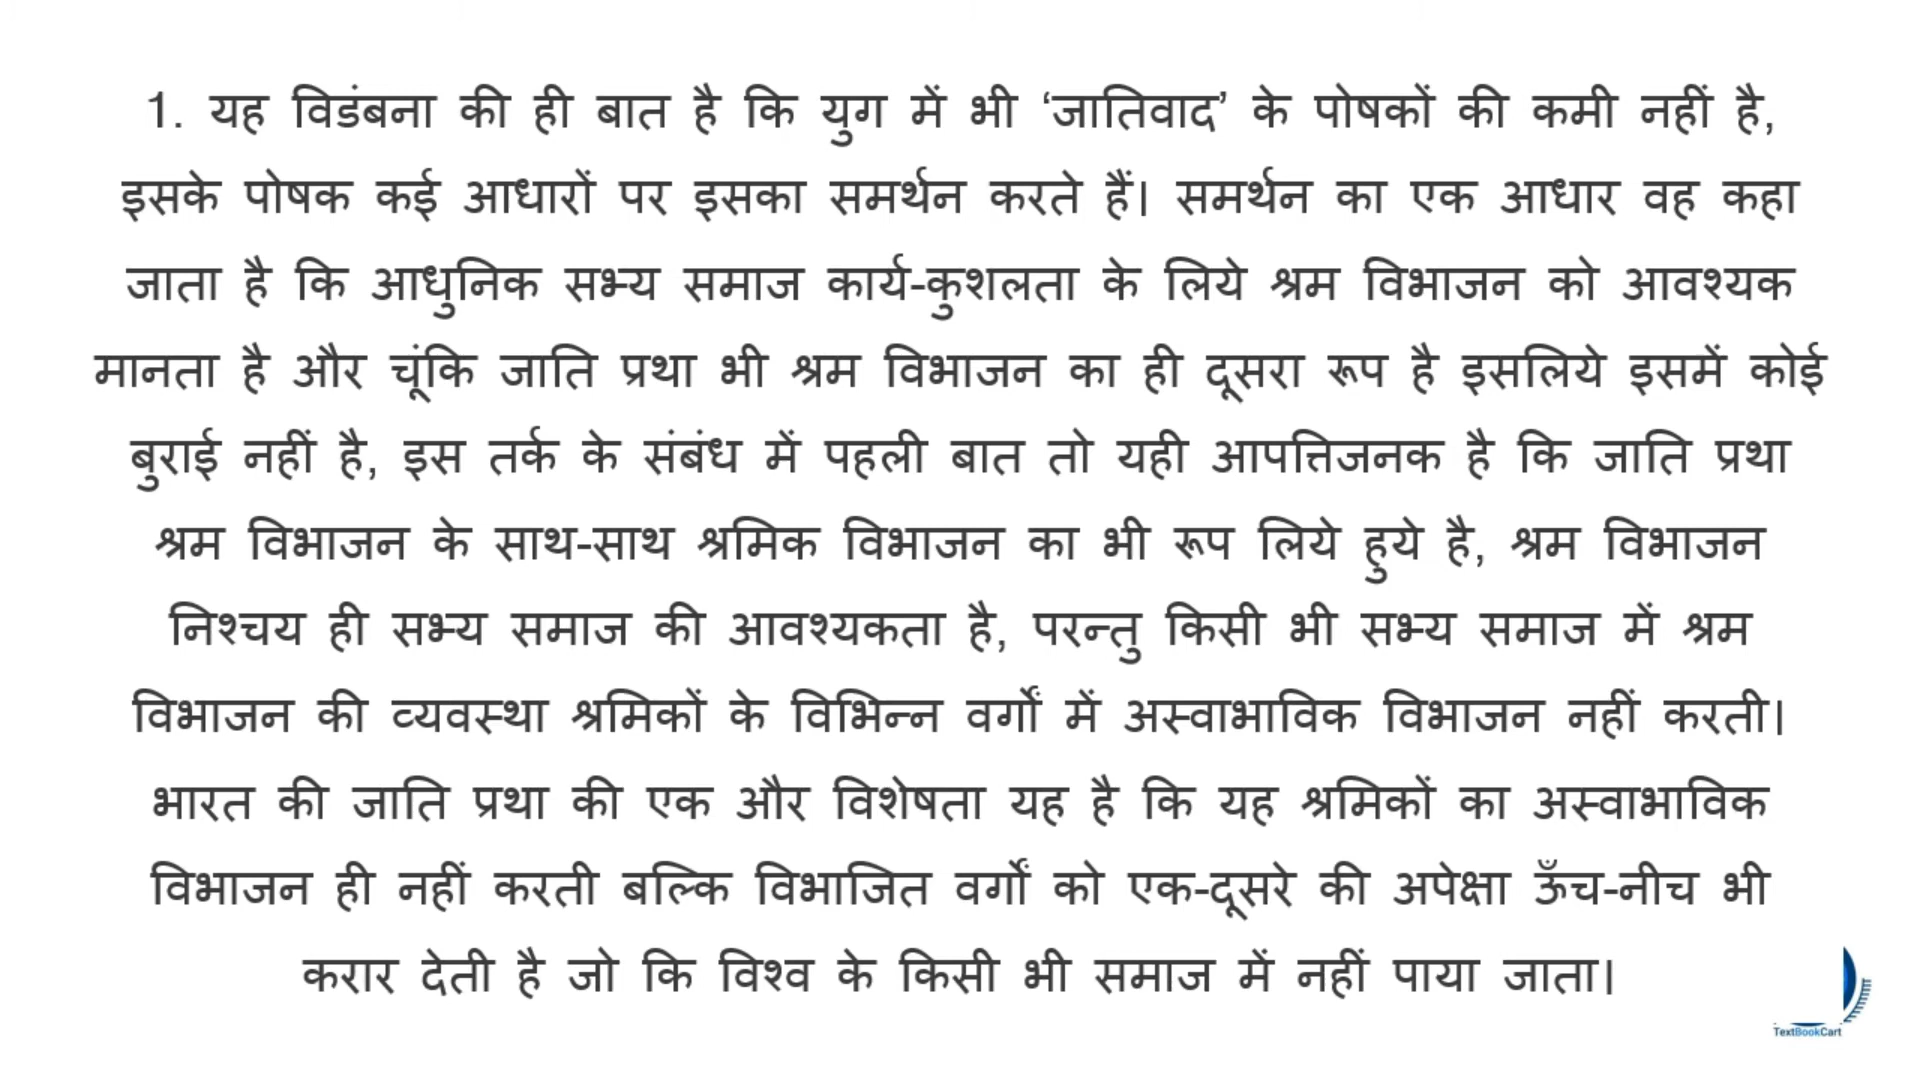 1. यह विडंबना की ही बात है कि युग में भी ‘जातिवाद’ के पोषकों की कमी नहीं है,
इसके पोषक कई आधारों पर इसका समर्थन करते हैं। समर्थन का एक आधार वह कहा
जाता है कि आधुनिक सभ्य समाज कार्य-कुशलता के लिये श्रम विभाजन को आवश्यक
मानता है और चूंकि जाति प्रथा भी श्रम विभाजन का ही दूसरा रूप है इसलिये इसमें कोई
बुराई नहीं है, इस तर्क के संबंध में पहली बात तो यही आपत्तिजनक है कि जाति प्रथा
श्रम विभाजन के साथ-साथ श्रमिक विभाजन का भी रूप लिये हुये है, श्रम विभाजन
निश्चय ही सभ्य समाज की आवश्यकता है, परन्तु किसी भी सभ्य समाज में श्रम
विभाजन की व्यवस्था श्रमिकों के विभिन्न वर्गों में अस्वाभाविक विभाजन नहीं करती।
भारत की जाति प्रथा की एक और विशेषता यह है कि यह श्रमिकों का अस्वाभाविक
विभाजन ही नहीं करती बल्कि विभाजित वर्गों को एक-दूसरे की अपेक्षा ऊँच-नीच भी
करार देती है जो कि विश्व के किसी भी समाज में नहीं पाया जाता।
TextBookCart